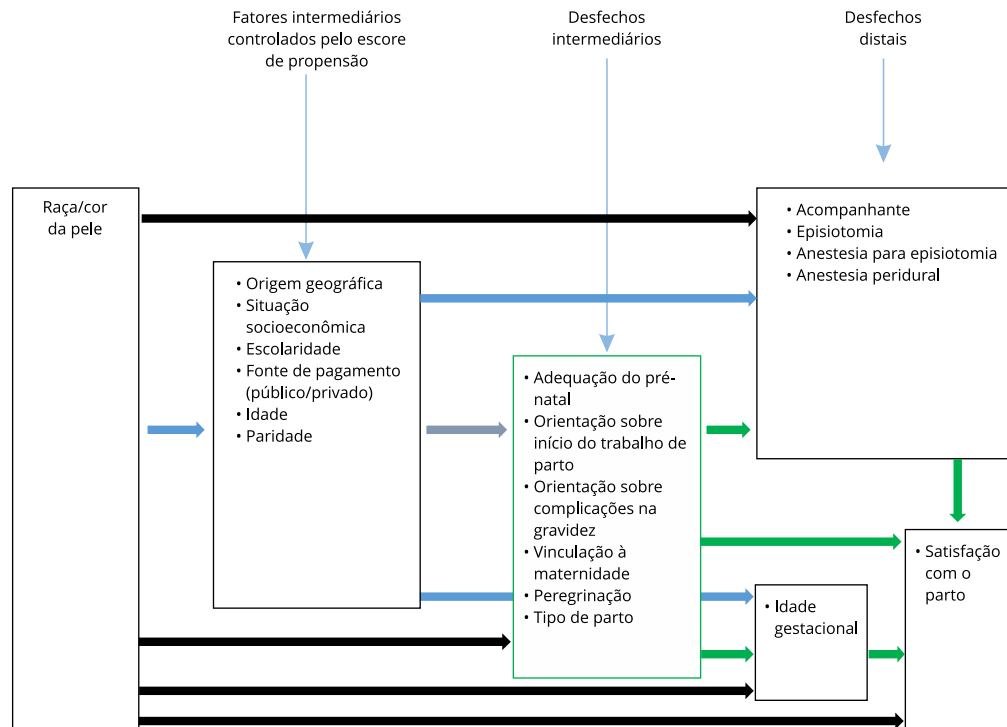 Fatores intermediários
controlados pelo escore
de propensão
Desfechos
intermediários
Desfechos
distais
Raça/cor
da pele
• Origem geográfica
• Situação
socioeconômica
• Escolaridade
• Fonte de pagamento
(público/privado)
• Idade
• Paridade
• Adequação do pré-
natal
• Orientação sobre
início do trabalho de
parto
• Orientação sobre
complicações na
gravidez
• Vinculação à
maternidade
• Peregrinação
• Tipo de parto
• Acompanhante
• Episiotomia
• Anestesia para episiotomia
• Anestesia peridural
• Idade
gestacional
• Satisfação
com o
parto